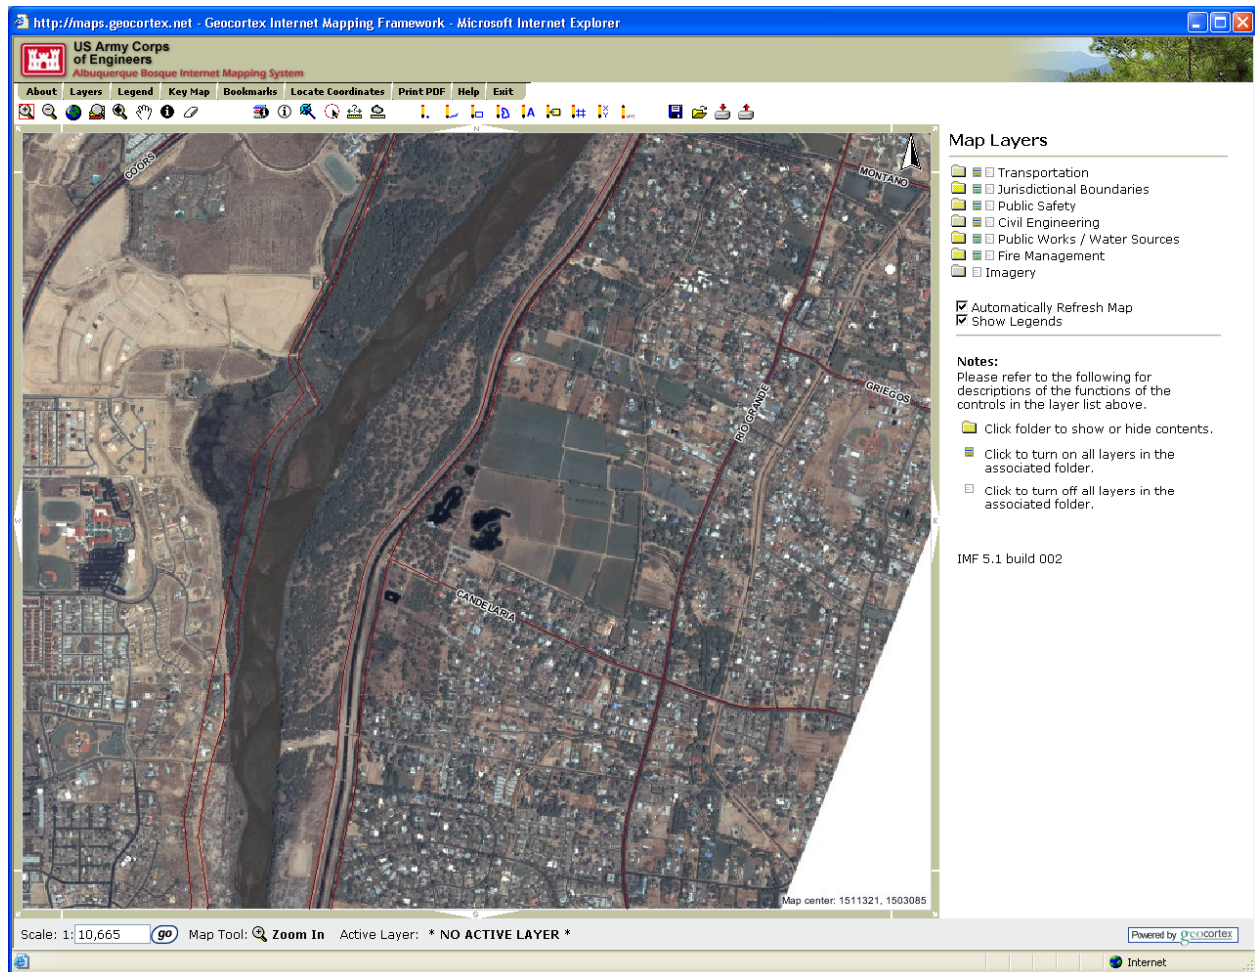 http://maps.geocortex.net - Geocortex Internet Mapping Framework - Microsoft Internet Explorer
US Army Corps
of Engineers
Albuquerque Bosque Internet Mapping System
About Layers Legend Key Map Bookmarks Locate Coordinates Print PDF Help Exit
N
COORS
MONTANO
GRIEGOS
RIO GRANDE
W
E
CANDELARIA
Map center: 1511321, 1503085
S
Map Layers
Transportation
Jurisdictional Boundaries
Public Safety
Civil Engineering
Public Works / Water Sources
Fire Management
Imagery
Automatically Refresh Map
Show Legends
Notes:
Please refer to the following for
descriptions of the functions of the
controls in the layer list above.
Click folder to show or hide contents.
Click to turn on all layers in the
associated folder.
Click to turn off all layers in the
associated folder.
IMF 5.1 build 002
Scale: 1: 10,665 go Map Tool: Zoom In Active Layer: * NO ACTIVE LAYER *
Powered by geocortex
Internet